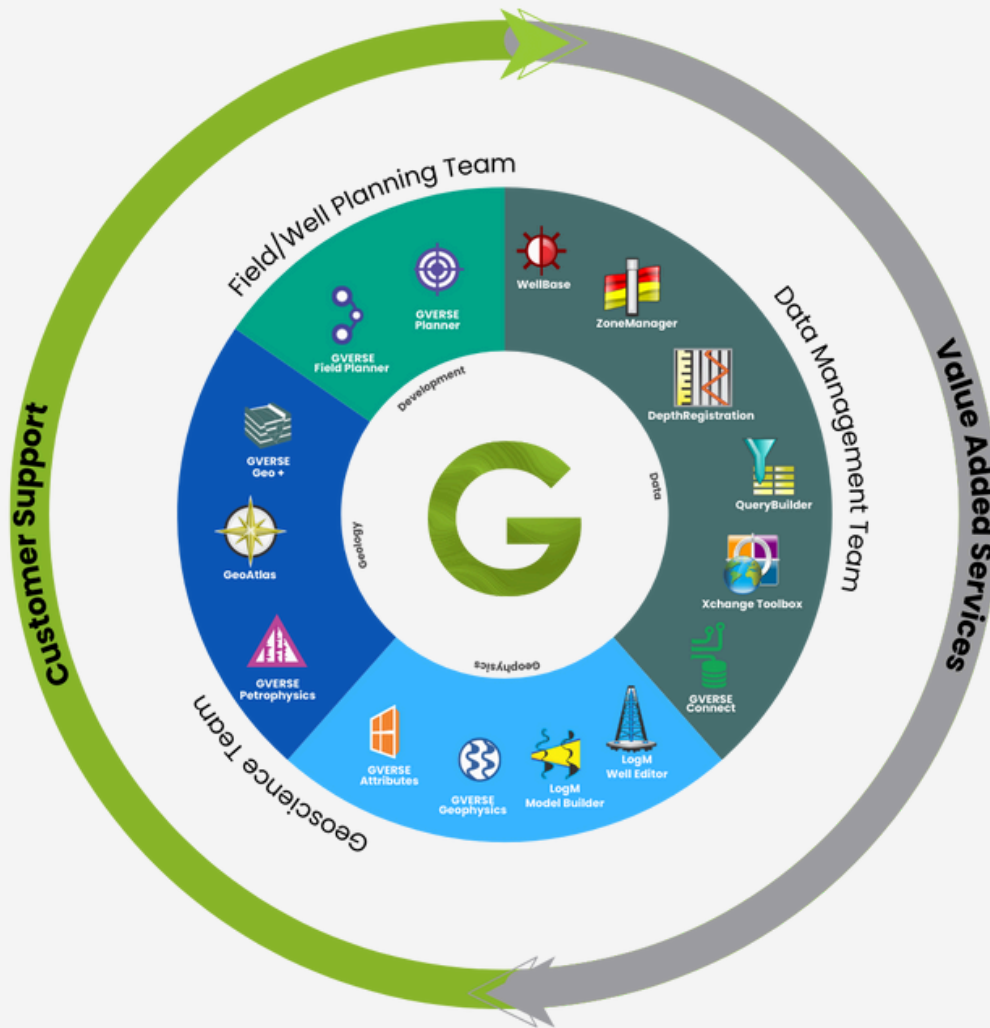 Field/Well Planning Team
Data Management Team
Geoscience Team
Customer Support
Value Added Services
WellBase
ZoneManager
DepthRegistration
QueryBuilder
Xchange Toolbox
GVERSE
Connect
LogM
Well Editor
LogM
Model Builder
GVERSE
Geophysics
GVERSE
Attributes
GVERSE
Petrophysics
GeoAtlas
GVERSE
Geo +
GVERSE
Field Planner
GVERSE
Planner
Development
Data
Geophysics
Geology
G